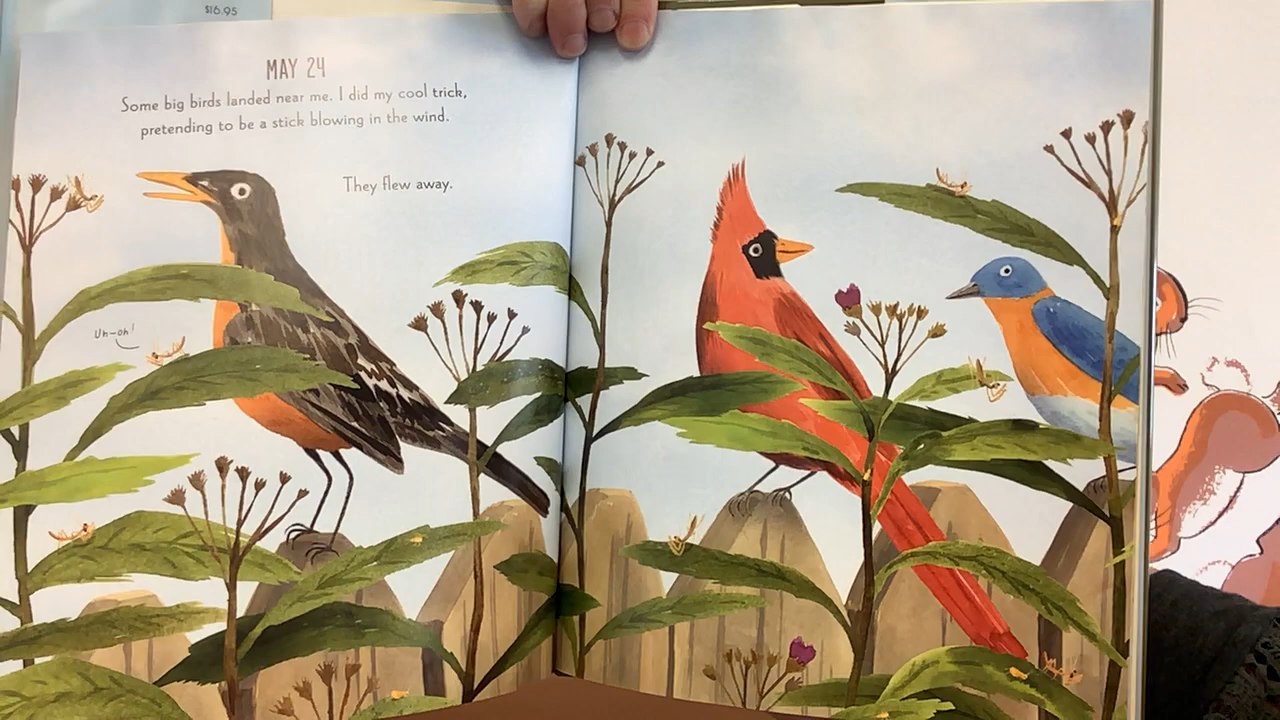 $16.95
MAY 24
Some big birds landed near me. I did my cool trick,
pretending to be a stick blowing in the wind.
They flew away.
Uh-oh!